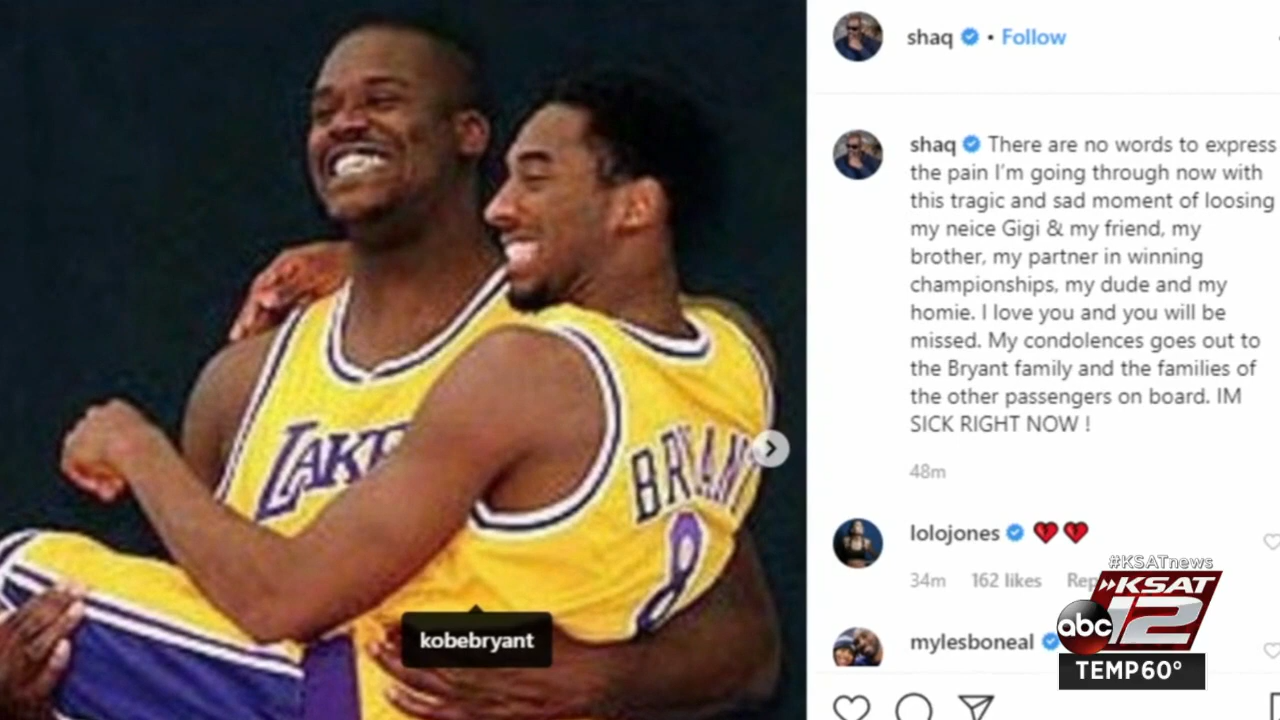 LAKE
BRYANT
8
kobebryant
shaq • Follow
shaq There are no words to express
the pain I'm going through now with
this tragic and sad moment of loosing
my neice Gigi & my friend, my
brother, my partner in winning
championships, my dude and my
homie. I love you and you will be
missed. My condolences goes out to
the Bryant family and the families of
the other passengers on board. IM
SICK RIGHT NOW !
48m
lolojones 💔💔
34m 162 likes Rep
mylesboneal
#KSATnews
KSAT
abc 12
TEMP60°